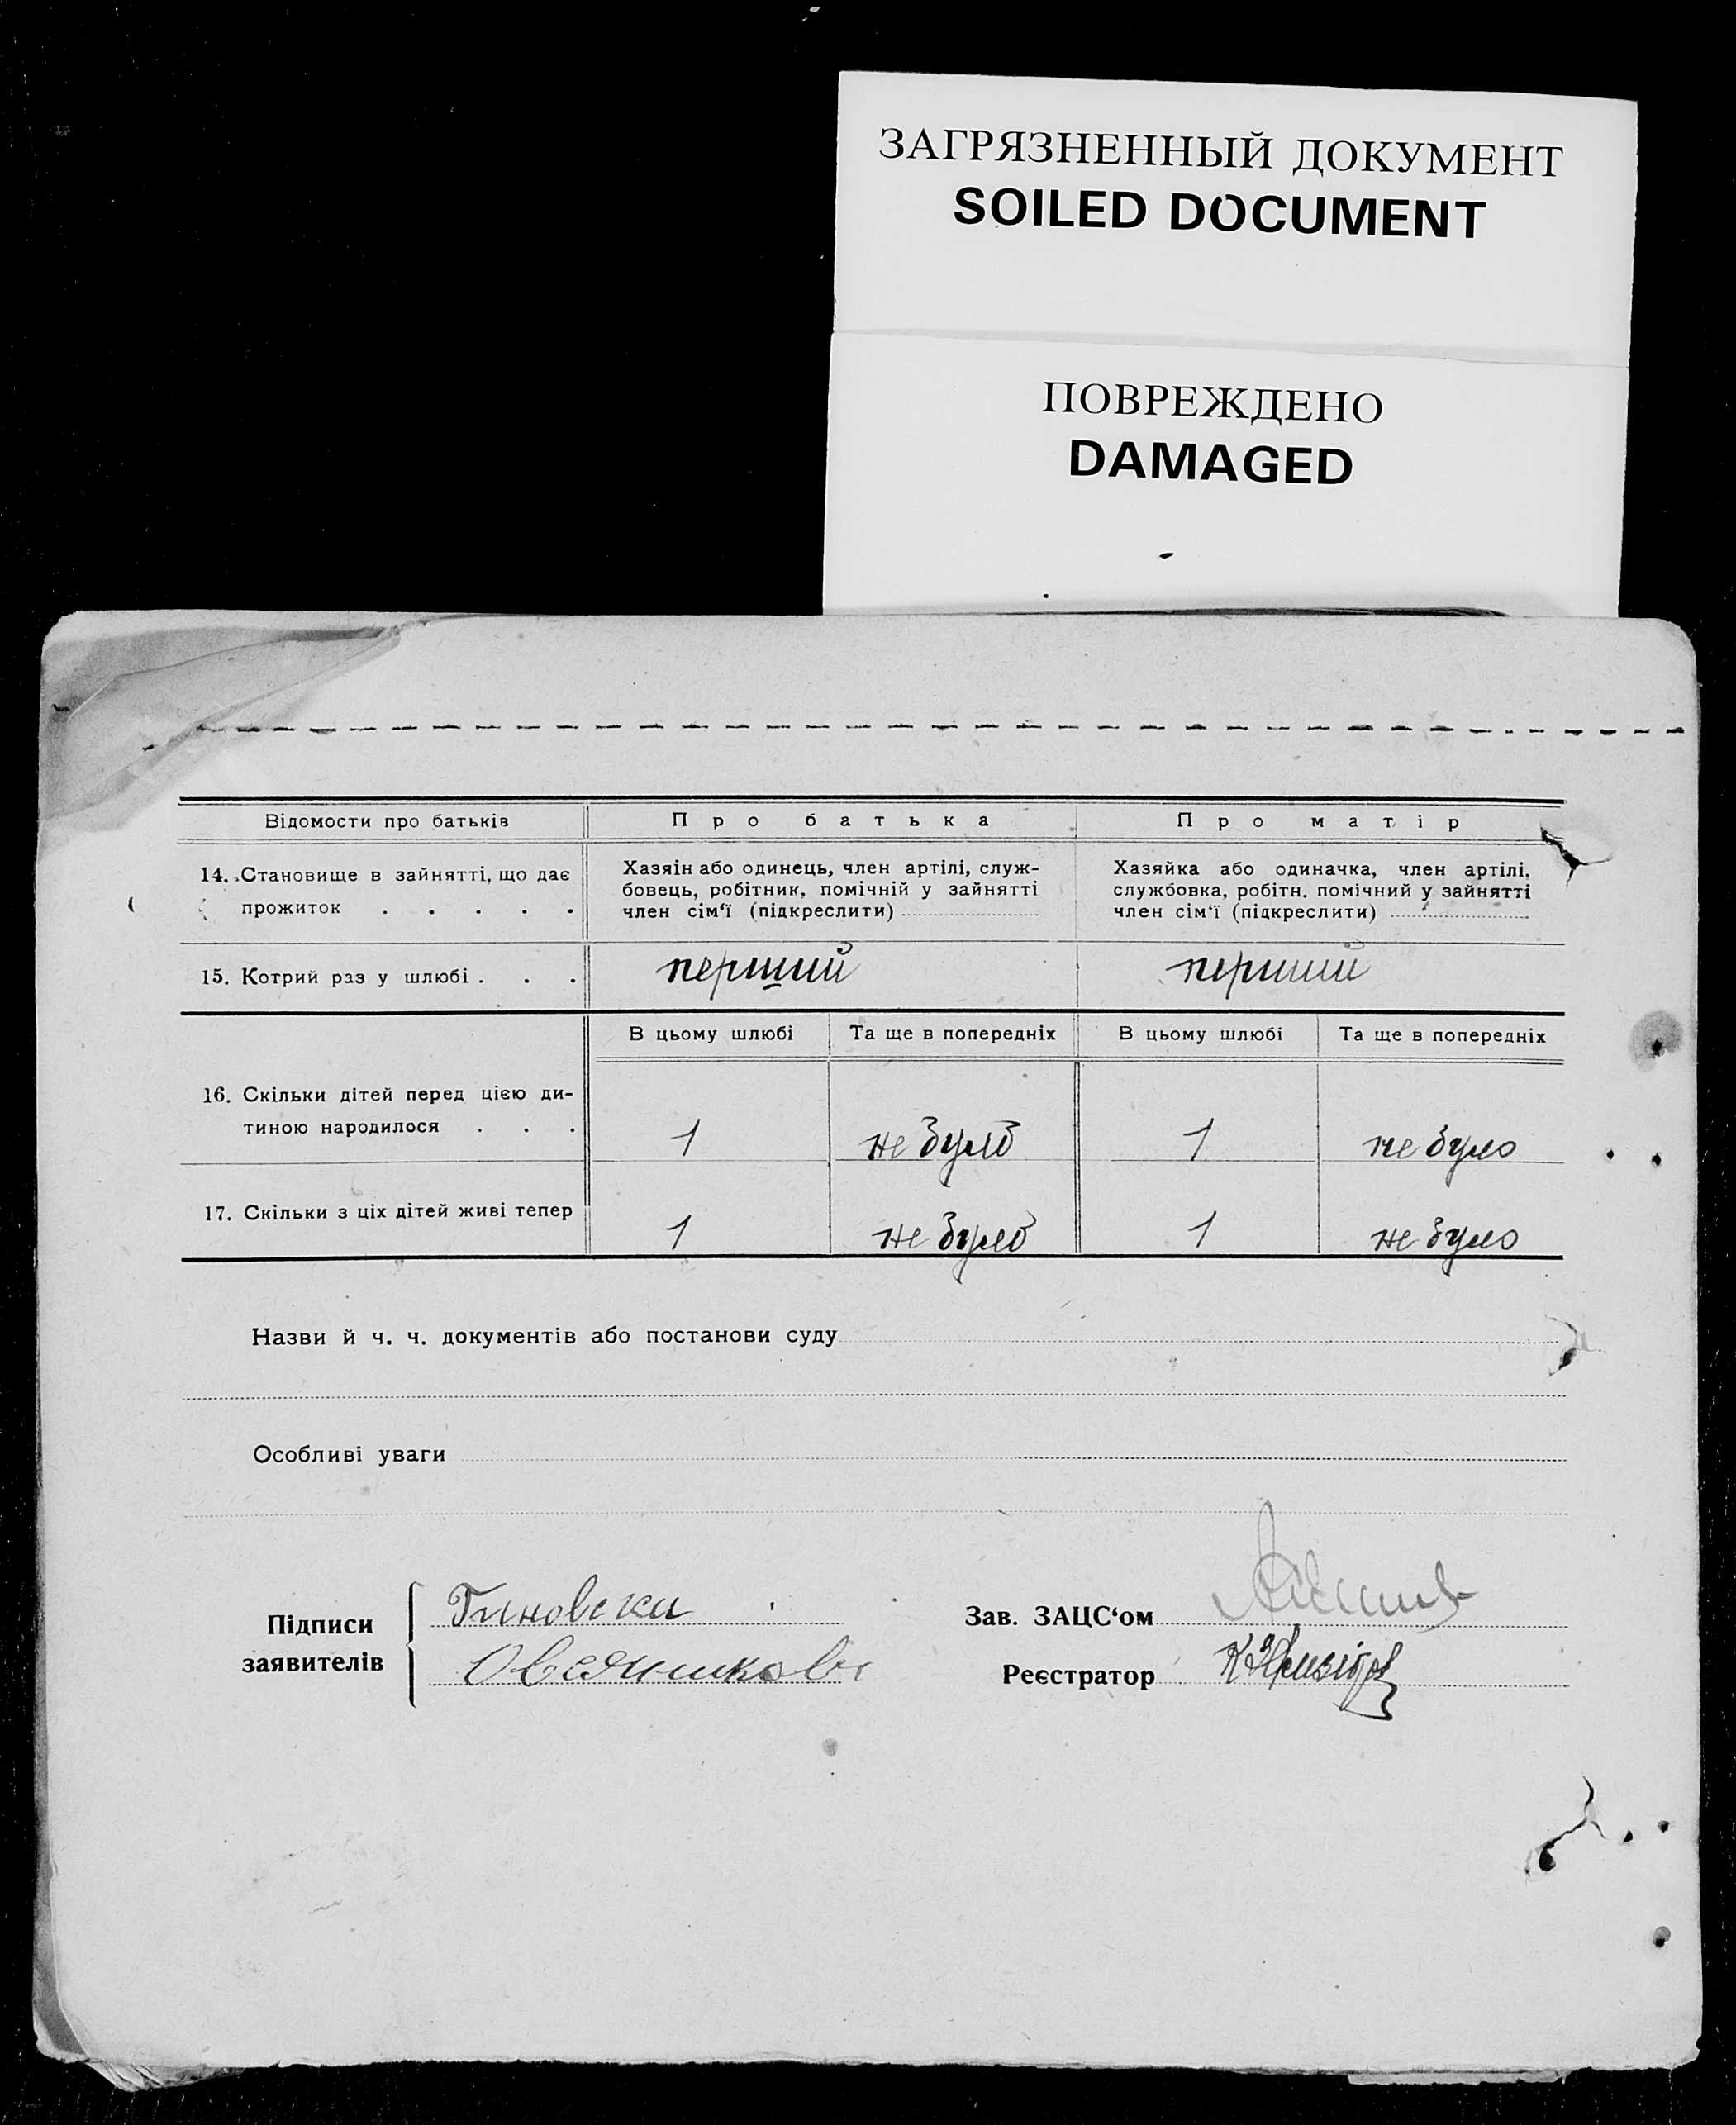 ЗАГРЯЗНЕННЫЙ ДОКУМЕНТ
SOILED DOCUMENT
ПОВРЕЖДЕНО
DAMAGED
Відомости про батьків Про батька Про матір
14. Становище в зайнятті, що дає прожиток . . . . .
Хазяін або одинець, член артілі, служ-
бовець, робітник, помічній у зайнятті
член сім‘ї (підкреслити)
Хазяйка або одиначка, член артілі,
службовка, робітн. помічний у зайнятті
член сім‘ї (підкреслити)
15. Котрий раз у шлюбі . . . перший перший
В цьому шлюбі Та ще в попередніх В цьому шлюбі Та ще в попередніх
16. Скільки дітей перед цією ди-
тиною народилося . . . 1 не було 1 не було
17. Скільки з ціх дітей живі тепер 1 не було 1 не було
Назви й ч. ч. документів або постанови суду
Особливі уваги
Підписи
заявителів
Зав. ЗАЦС‘ом
Реєстратор